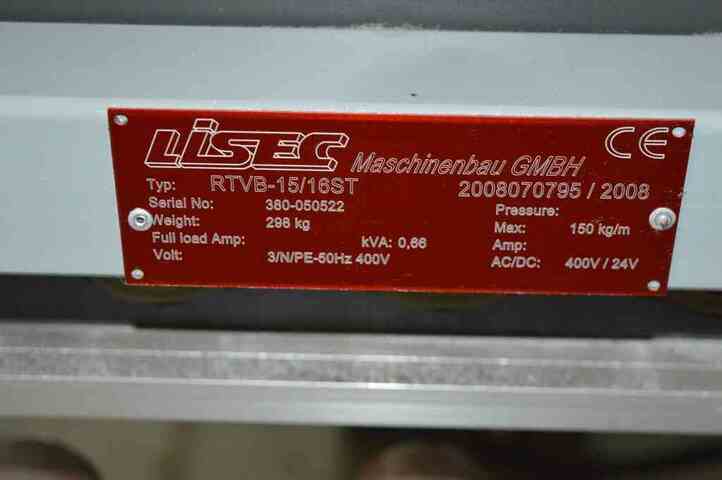 LiSEC Maschinenbau GMBH CE
Typ: RTVB-15/16ST 2008070795 / 2008
Serial No: 380-050522 Pressure:
Weight: 296 kg Max: 150 kg/m
Full load Amp: kVA: 0,66 Amp:
Volt: 3/N/PE-50Hz 400V AC/DC: 400V / 24V